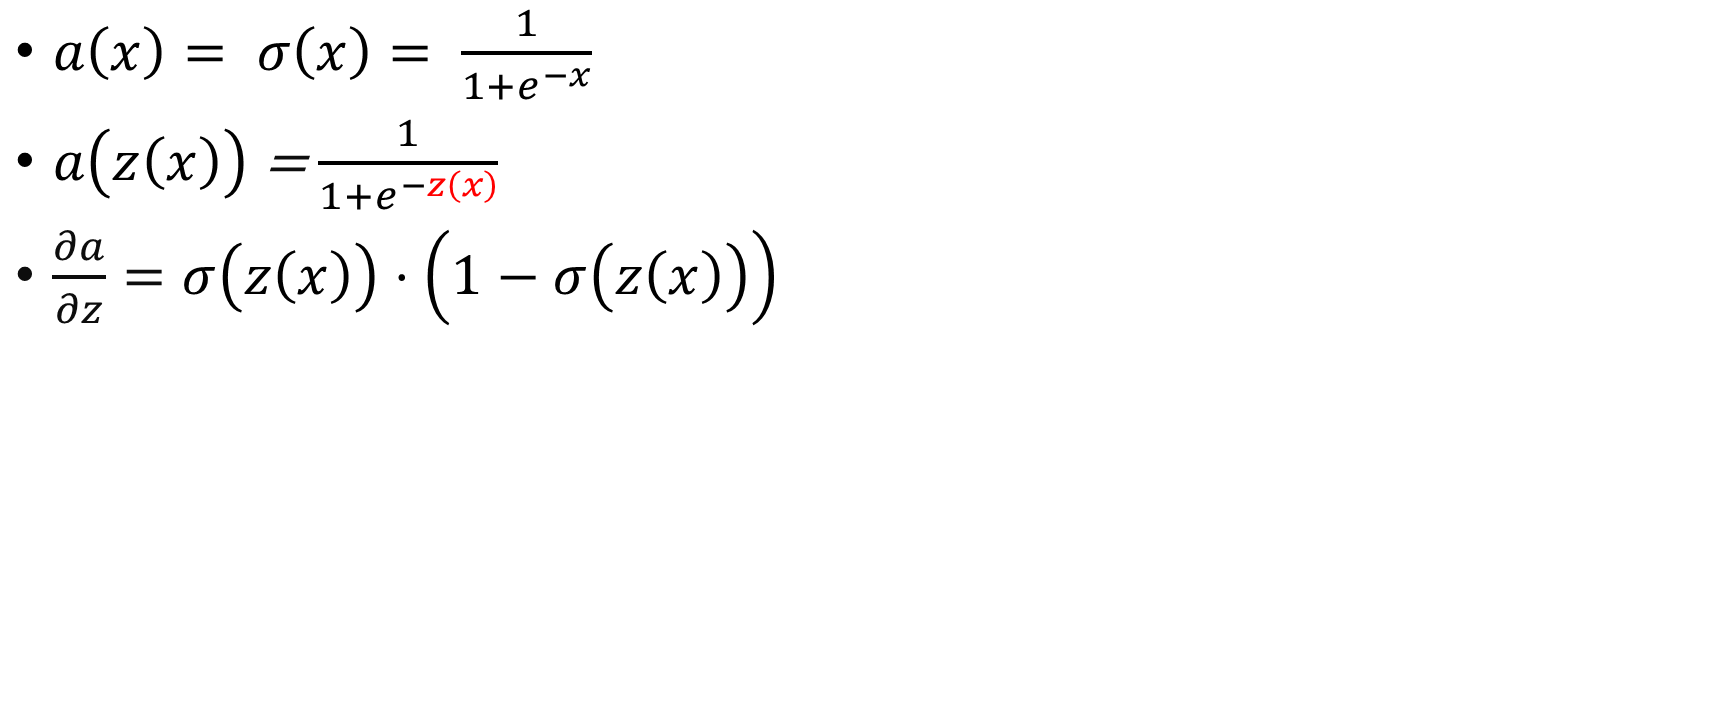 • a(x) = σ(x) = 1/(1+e^(−x))
• a(z(x)) = 1/(1+e^(−z(x)))
• ∂a/∂z = σ(z(x)) · (1 − σ(z(x)))